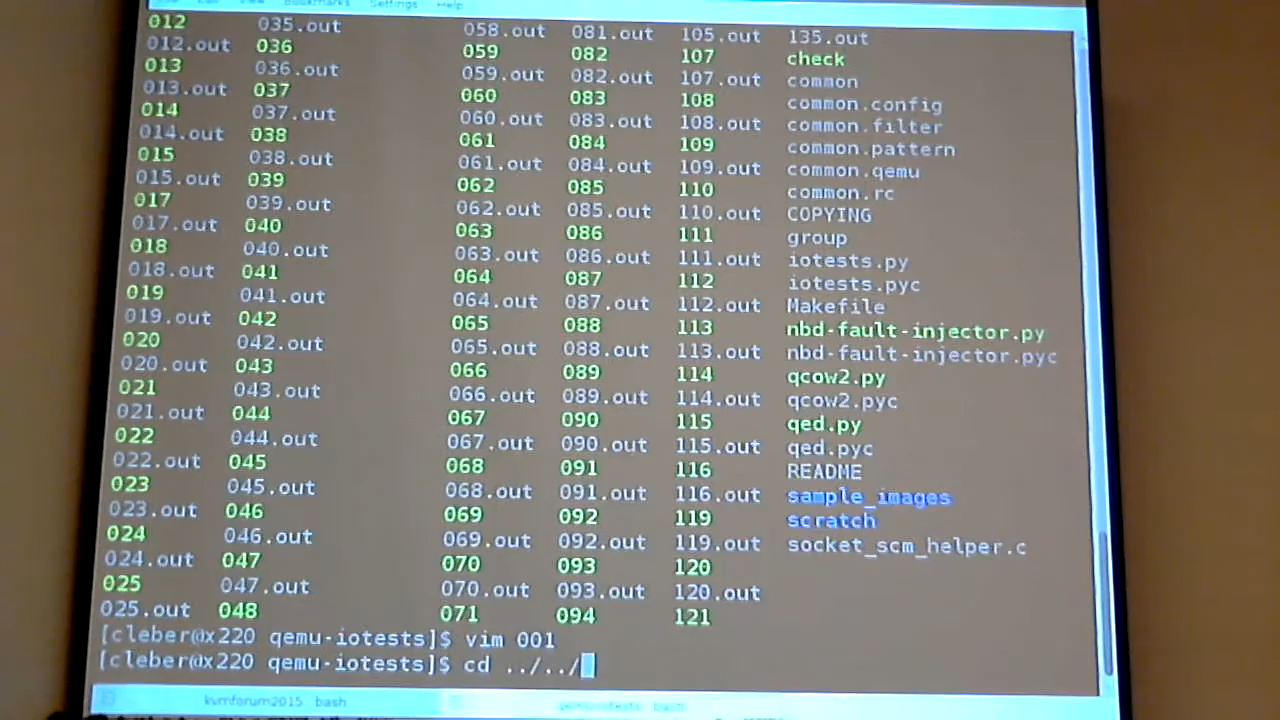 Bookmarks Settings Help
012 035.out 058.out 081.out 105.out 135.out
012.out 036 059 082 107 check
013 036.out 059.out 082.out 107.out common
013.out 037 060 083 108 common.config
014 037.out 060.out 083.out 108.out common.filter
014.out 038 061 084 109 common.pattern
015 038.out 061.out 084.out 109.out common.qemu
015.out 039 062 085 110 common.rc
017 039.out 062.out 085.out 110.out COPYING
017.out 040 063 086 111 group
018 040.out 063.out 086.out 111.out iotests.py
018.out 041 064 087 112 iotests.pyc
019 041.out 064.out 087.out 112.out Makefile
019.out 042 065 088 113 nbd-fault-injector.py
020 042.out 065.out 088.out 113.out nbd-fault-injector.pyc
020.out 043 066 089 114 qcow2.py
021 043.out 066.out 089.out 114.out qcow2.pyc
021.out 044 067 090 115 qed.py
022 044.out 067.out 090.out 115.out qed.pyc
022.out 045 068 091 116 README
023 045.out 068.out 091.out 116.out sample_images
023.out 046 069 092 119 scratch
024 046.out 069.out 092.out 119.out socket_scm_helper.c
024.out 047 070 093 120
025 047.out 070.out 093.out 120.out
025.out 048 071 094 121
[cleber@x220 qemu-iotests]$ vim 001
[cleber@x220 qemu-iotests]$ cd ../../
kvmforum2015 : bash qemu-iotests : bash